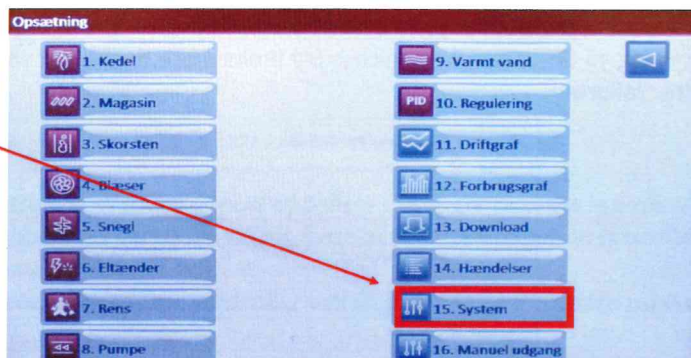 Opsætning
1. Kedel
2. Magasin
3. Skorsten
4. Blæser
5. Snegl
6. Eltænder
7. Rens
8. Pumpe
9. Varmt vand
PID 10. Regulering
11. Driftgraf
12. Forbrugsgraf
13. Download
14. Hændelser
15. System
16. Manuel udgang